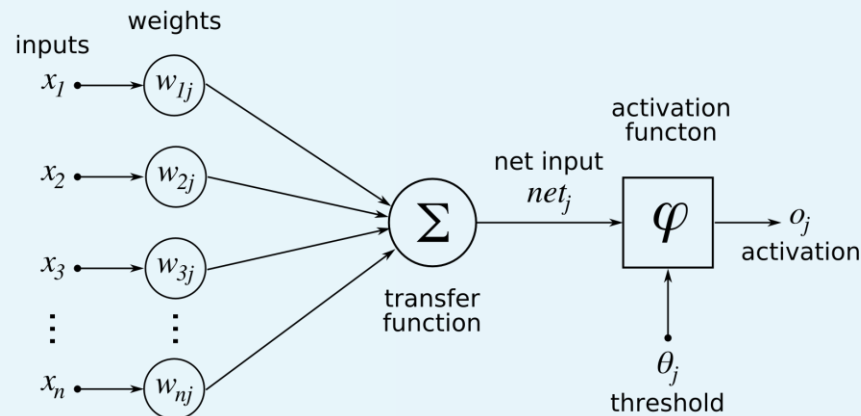 weights
inputs
x1
w1j
x2
w2j
x3
w3j
⋮
⋮
xn
wnj
Σ
transfer
function
net input
netj
activation
functon
φ
oj
activation
θj
threshold